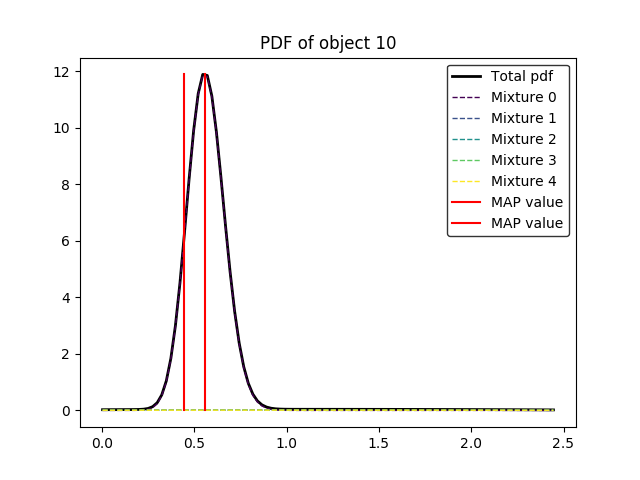 PDF of object 10
Total pdf
Mixture 0
Mixture 1
Mixture 2
Mixture 3
Mixture 4
MAP value
MAP value
12
10
8
6
4
2
0
0.0 0.5 1.0 1.5 2.0 2.5